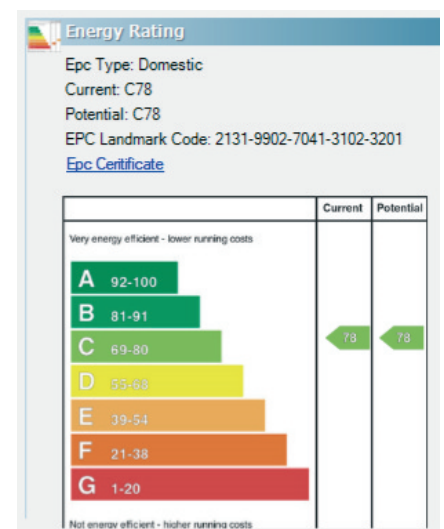 Energy Rating
Epc Type: Domestic
Current: C78
Potential: C78
EPC Landmark Code: 2131-9902-7041-3102-3201
Epc Ceritificate
Current Potential
Very energy efficient - lower running costs
A 92-100
B 81-91
C 69-80 78 78
D 55-68
E 39-54
F 21-38
G 1-20
Not energy efficient - higher running costs